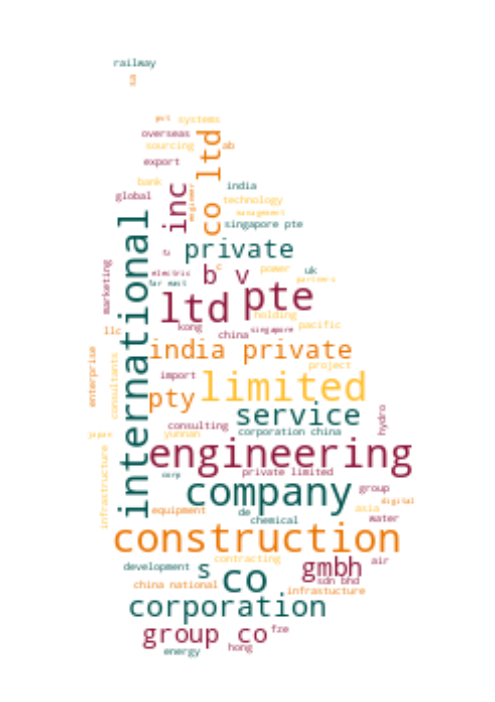 railway
sa
pvt systems
overseas
sourcing ab
co ltd
export
bank
inc
engineer
india
global
technology
management
singapore pte
international
private
fu
c
marketing
electric
b v
power
uk
far east
partners
ltd pte
holding
llc
kong
china
singapore
pacific
india private
enterprise
consultants
import
project
limited
pty
service
hydro
consulting
corporation china
japan
yunnan
engineering
infrastructure
corp
private limited
company
group
digital
equipment
de
asia
chemical
water
construction
contracting
air
development
s
co
gmbh
china national
sdn bhd
infrastucture
corporation
group co
fze
energy
hong